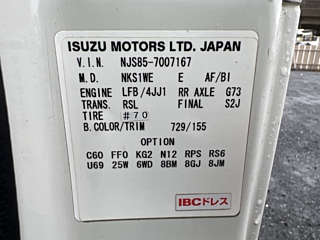 ISUZU MOTORS LTD. JAPAN
V.I.N. NJS85-7007167
M.D. NKS1WE E AF/BI
ENGINE LFB/4JJ1 RR AXLE G73
TRANS. RSL FINAL S2J
TIRE #70
B.COLOR/TRIM 729/155
OPTION
C60 FF0 KG2 N12 RPS RS6
U69 25W 6WD 8BM 8GJ 8JM
IBCドレス